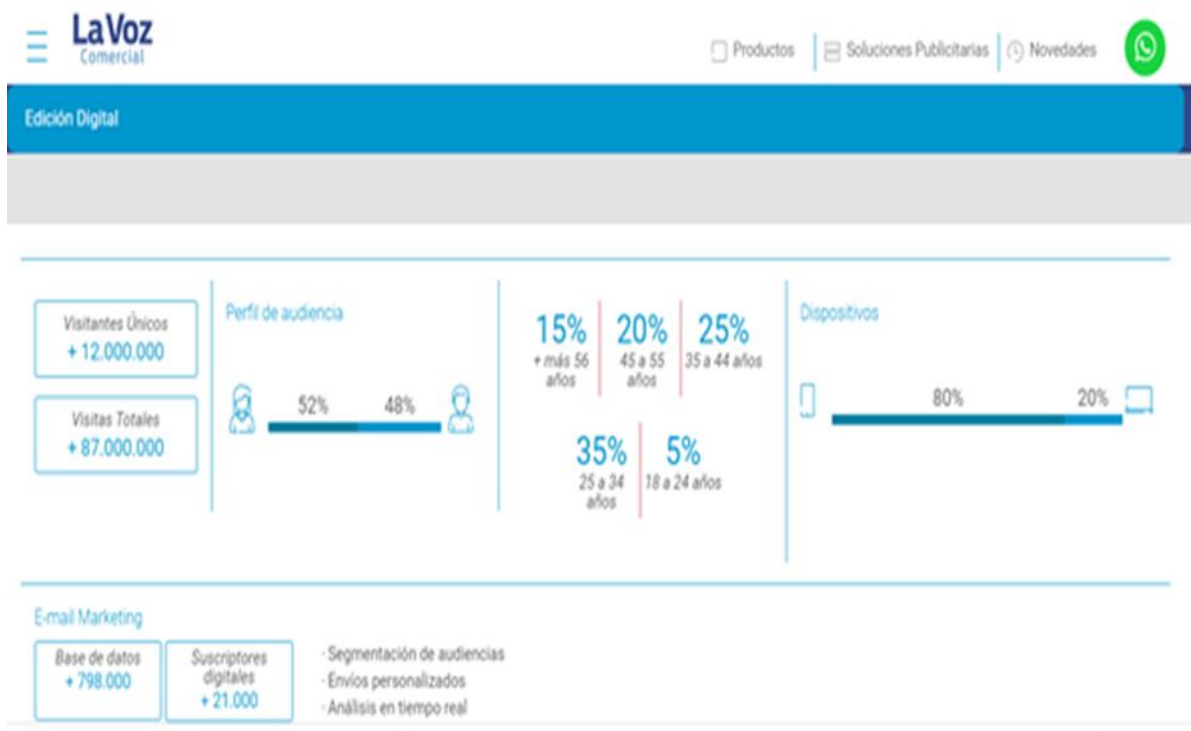 La Voz
Comercial
Productos
Soluciones Publicitarias
Novedades
Edición Digital
Visitantes Únicos
+ 12.000.000
Visitas Totales
+ 87.000.000
Perfil de audiencia
52%
48%
15%
+ más 56
años
20%
45 a 55
años
25%
35 a 44 años
35%
25 a 34
años
5%
18 a 24 años
Dispositivos
80%
20%
E-mail Marketing
Base de datos
+ 798.000
Suscriptores
digitales
+ 21.000
- Segmentación de audiencias
- Envíos personalizados
- Análisis en tiempo real